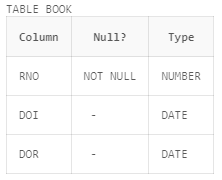 TABLE BOOK
Column Null? Type
RNO NOT NULL NUMBER
DOI - DATE
DOR - DATE